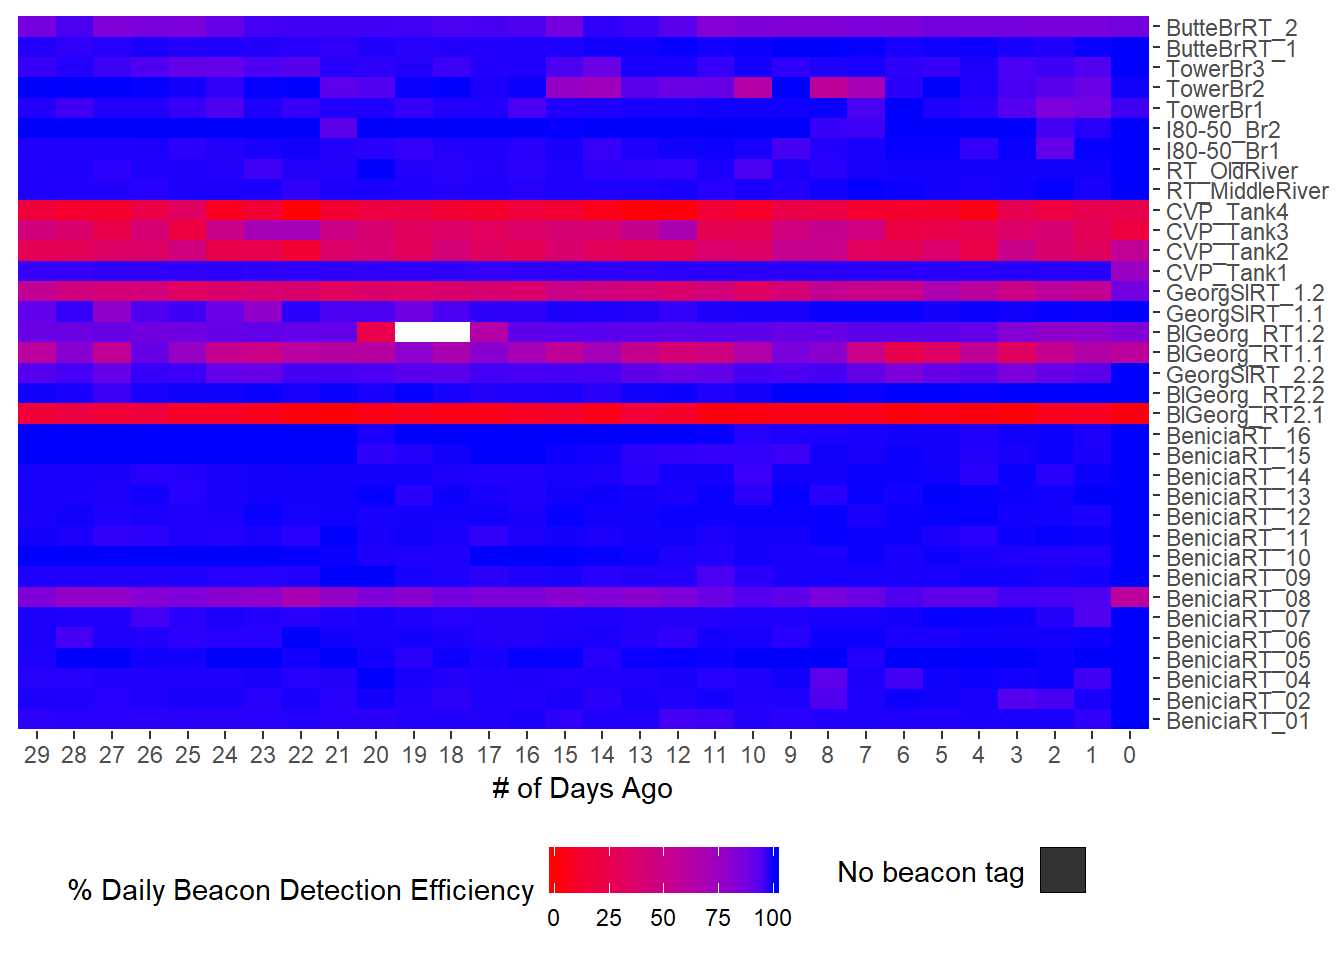 ButteBrRT_2
ButteBrRT_1
TowerBr3
TowerBr2
TowerBr1
I80-50_Br2
I80-50_Br1
RT_OldRiver
RT_MiddleRiver
CVP_Tank4
CVP_Tank3
CVP_Tank2
CVP_Tank1
GeorgSlRT_1.2
GeorgSlRT_1.1
BlGeorg_RT1.2
BlGeorg_RT1.1
GeorgSlRT_2.2
BlGeorg_RT2.2
BlGeorg_RT2.1
BeniciaRT_16
BeniciaRT_15
BeniciaRT_14
BeniciaRT_13
BeniciaRT_12
BeniciaRT_11
BeniciaRT_10
BeniciaRT_09
BeniciaRT_08
BeniciaRT_07
BeniciaRT_06
BeniciaRT_05
BeniciaRT_04
BeniciaRT_02
BeniciaRT_01
29 28 27 26 25 24 23 22 21 20 19 18 17 16 15 14 13 12 11 10 9 8 7 6 5 4 3 2 1 0
# of Days Ago
% Daily Beacon Detection Efficiency
0 25 50 75 100
No beacon tag